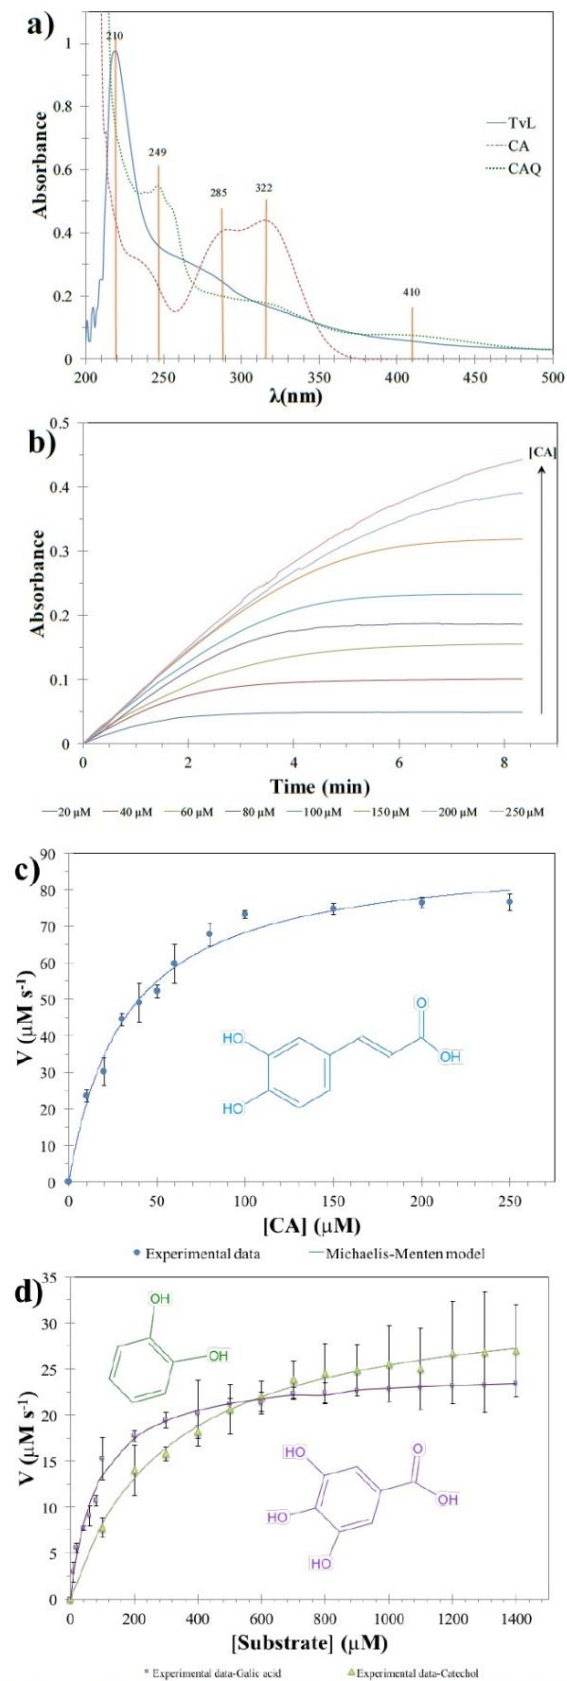 a)
210
1
249
TvL
CA
CAQ
0.8
0.6
285
322
0.4
410
0.2
0
Absorbance
200 250 300 350 400 450 500
λ(nm)
b)
0.5
[CA]
0.4
0.3
0.2
0.1
0
Absorbance
0 2 4 6 8
Time (min)
20 µM 40 µM 60 µM 80 µM 100 µM 150 µM 200 µM 250 µM
c)
90
80
70
60
50
40
30
20
10
0
V (µM s-1)
O
HO
OH
HO
0 50 100 150 200 250
[CA] (µM)
Experimental data Michaelis-Menten model
d)
35
30
25
20
15
10
5
0
V (µM s-1)
OH
OH
O
HO
OH
HO
HO
0 200 400 600 800 1000 1200 1400
[Substrate] (µM)
Experimental data-Galic acid Experimental data-Catechol